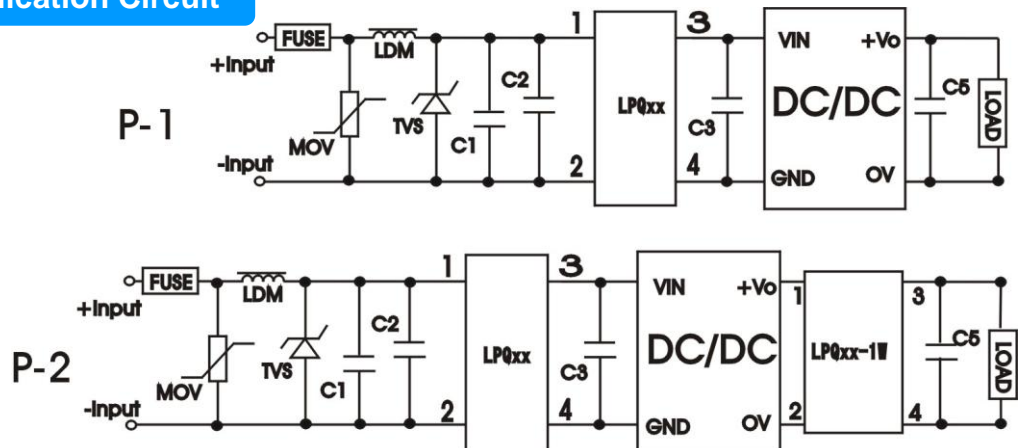 ication Circuit
P-1
+Input
FUSE
LDM
MOV
TVS
C1
C2
-Input
1
2
LPQxx
3
4
C3
VIN
+Vo
DC/DC
GND
OV
C5
LOAD
P-2
+Input
FUSE
LDM
MOV
TVS
C1
C2
-Input
1
2
LPQxx
3
4
C3
VIN
+Vo
DC/DC
GND
OV
1
2
LPQxx-1W
3
4
C5
LOAD